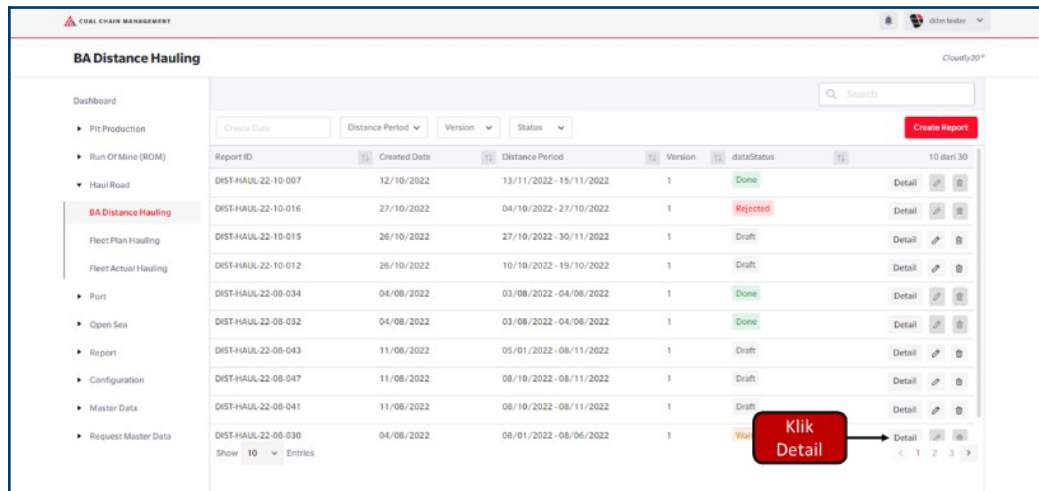 COAL CHAIN MANAGEMENT
ddm tester
BA Distance Hauling
Cloudly30°
Dashboard
Search
Pit Production
Create Date
Distance Period
Version
Status
Create Report
Run Of Mine (ROM)
Report ID Created Date Distance Period Version dataStatus 10 dari 30
Haul Road
DIST-HAUL-22-10-007 12/10/2022 13/11/2022 - 15/11/2022 1 Done Detail
BA Distance Hauling
DIST-HAUL-22-10-016 27/10/2022 04/10/2022 - 27/10/2022 1 Rejected Detail
Fleet Plan Hauling
DIST-HAUL-22-10-015 26/10/2022 27/10/2022 - 30/11/2022 1 Draft Detail
Fleet Actual Hauling
DIST-HAUL-22-10-012 26/10/2022 10/10/2022 - 19/10/2022 1 Draft Detail
Port
DIST-HAUL-22-08-034 04/08/2022 03/08/2022 - 04/08/2022 1 Done Detail
Open Sea
DIST-HAUL-22-08-032 04/08/2022 03/08/2022 - 04/08/2022 1 Done Detail
Report
DIST-HAUL-22-08-043 11/08/2022 05/01/2022 - 08/11/2022 1 Draft Detail
Configuration
DIST-HAUL-22-08-047 11/08/2022 08/10/2022 - 08/11/2022 1 Draft Detail
Master Data
DIST-HAUL-22-08-041 11/08/2022 08/10/2022 - 08/11/2022 1 Draft Detail
Request Master Data
DIST-HAUL-22-08-030 04/08/2022 08/01/2022 - 08/06/2022 1 Detail
Klik
Detail
Show 10 Entries
< 1 2 3 >